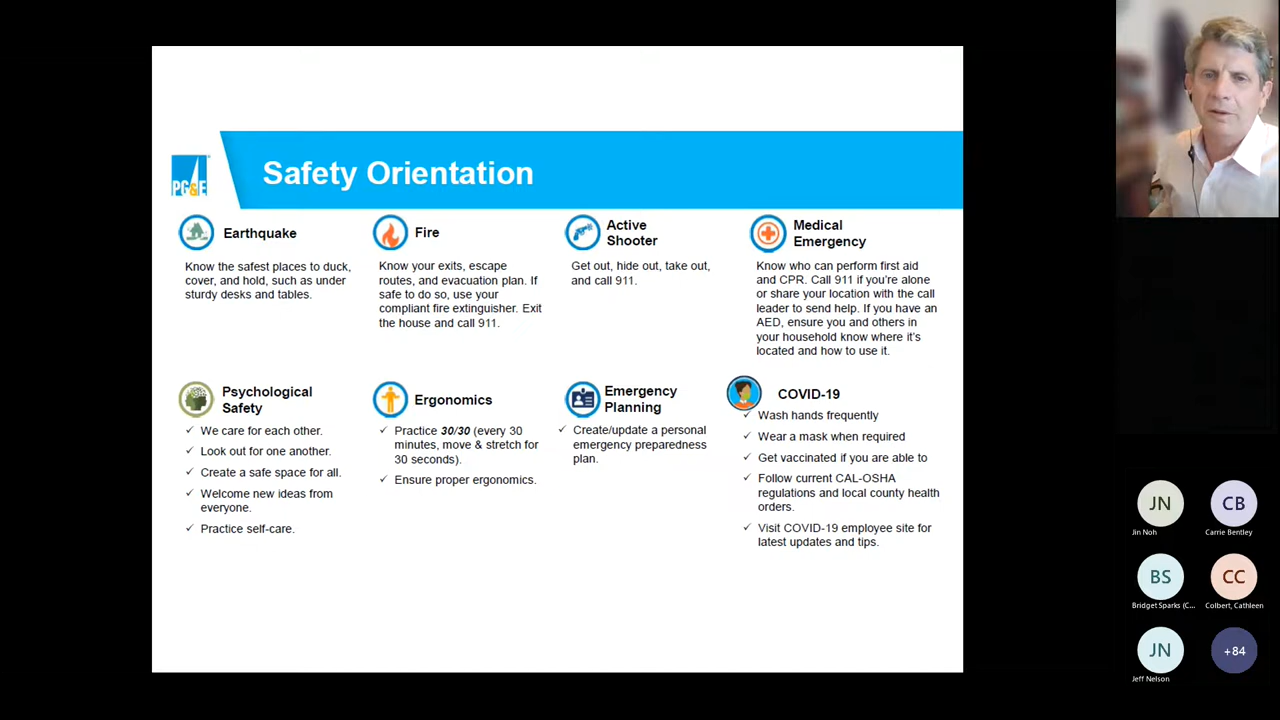 PG&E
Safety Orientation
Earthquake
Know the safest places to duck,
cover, and hold, such as under
sturdy desks and tables.
Fire
Know your exits, escape
routes, and evacuation plan. If
safe to do so, use your
compliant fire extinguisher. Exit
the house and call 911.
Active
Shooter
Get out, hide out, take out,
and call 911.
Medical
Emergency
Know who can perform first aid
and CPR. Call 911 if you're alone
or share your location with the call
leader to send help. If you have an
AED, ensure you and others in
your household know where it's
located and how to use it.
Psychological
Safety
✓ We care for each other.
✓ Look out for one another.
✓ Create a safe space for all.
✓ Welcome new ideas from
everyone.
✓ Practice self-care.
Ergonomics
✓ Practice 30/30 (every 30
minutes, move & stretch for
30 seconds).
✓ Ensure proper ergonomics.
Emergency
Planning
✓ Create/update a personal
emergency preparedness
plan.
COVID-19
✓ Wash hands frequently
✓ Wear a mask when required
✓ Get vaccinated if you are able to
✓ Follow current CAL-OSHA
regulations and local county health
orders.
✓ Visit COVID-19 employee site for
latest updates and tips.
JN
Jin Noh
CB
Carrie Bentley
BS
Bridget Sparks (C...
CC
Colbert, Cathleen
JN
Jeff Nelson
+84